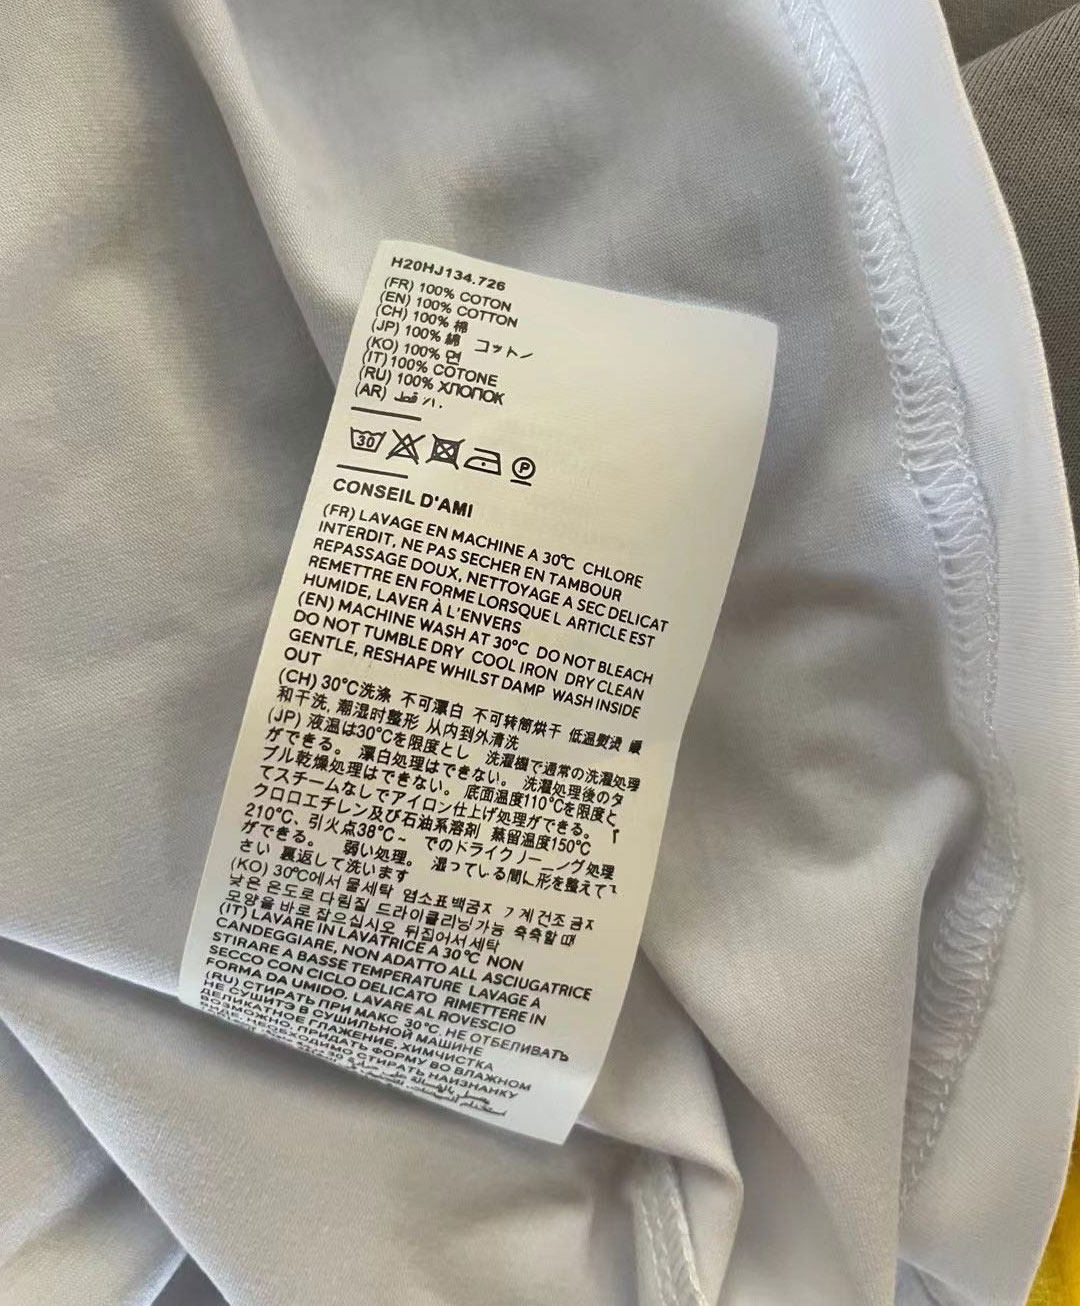 H20HJ134.726
(FR) 100% COTON
(EN) 100% COTTON
(CH) 100% 棉
(JP) 100% 綿 コットン
(KO) 100% 면
(IT) 100% COTONE
(RU) 100% ХЛОПОК
(AR) قطن
30 P
CONSEIL D'AMI
(FR) LAVAGE EN MACHINE A 30°C CHLORE
INTERDIT, NE PAS SECHER EN TAMBOUR
REPASSAGE DOUX, NETTOYAGE A SEC DELICAT
REMETTRE EN FORME LORSQUE L ARTICLE EST
HUMIDE, LAVER À L'ENVERS
(EN) MACHINE WASH AT 30°C DO NOT BLEACH
DO NOT TUMBLE DRY COOL IRON DRY CLEAN
GENTLE, RESHAPE WHILST DAMP WASH INSIDE
OUT
(CH) 30°C洗涤 不可漂白 不可转筒烘干 低温熨烫 缓
和干洗, 潮湿时整形 从内到外清洗
(JP) 液温は30°Cを限度とし 洗濯機で通常の洗濯処理
ができる。 漂白処理はできない。 洗濯処理後のタ
ブル乾燥処理はできない。 底面温度110°Cを限度と
てスチームなしでアイロン仕上げ処理ができる。
クロロエチレン及び石油系溶剤 蒸留温度150°C
210°C、引火点38°C~ でのドライクリーニング処理
ができる。 弱い処理。 湿っている間に形を整えて
さい 裏返して洗います
(KO) 30°C에서 물세탁 염소표백금지 기계건조 금지
낮은 온도로 다림질 드라이클리닝가능 축축할 때
모양을 바로 잡으십시오 뒤집어서 세탁
(IT) LAVARE IN LAVATRICE A 30°C NON
CANDEGGIARE, NON ADATTO ALL ASCIUGATRICE
STIRARE A BASSE TEMPERATURE LAVAGE A
SECCO CON CICLO DELICATO RIMETTERE IN
FORMA DA UMIDO, LAVARE AL ROVESCIO
(RU) СТИРАТЬ ПРИ МАКС 30°C. НЕ ОТБЕЛИВАТЬ
НЕ СУШИТЭ В СУШИЛЬНОЙ МАШИНЕ
ДЕЛИКАТНОЕ ГЛАЖЕНИЕ, ХИМЧИСТКА
ВОЗМОЖНО, ПРИДАТЬ ФОРМУ ВО ВЛАЖНОМ
ВИДЕ, НЕОБХОДИМО СТИРАТЬ НАИЗНАНКУ